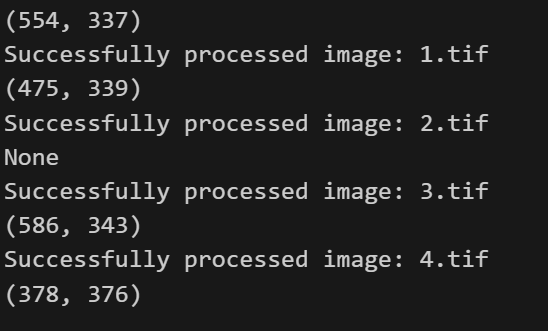 (554, 337)
Successfully processed image: 1.tif
(475, 339)
Successfully processed image: 2.tif
None
Successfully processed image: 3.tif
(586, 343)
Successfully processed image: 4.tif
(378, 376)